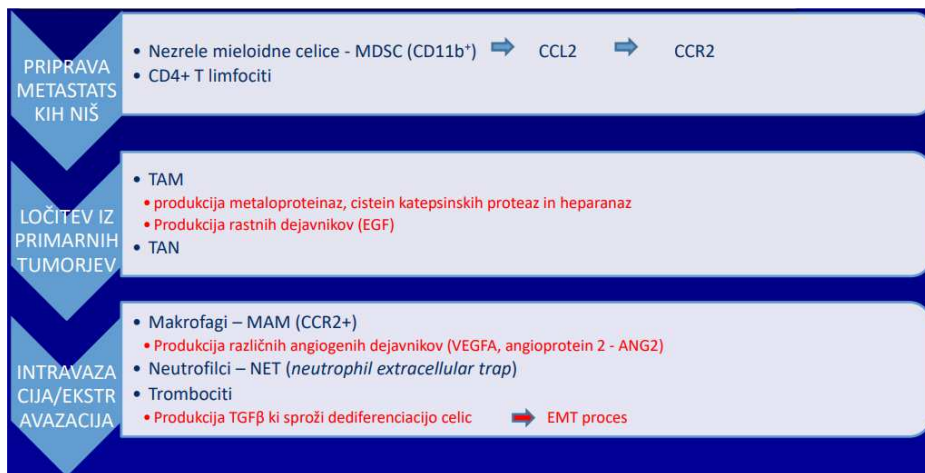 PRIPRAVA
METASTATS
KIH NIŠ
• Nezrele mieloidne celice - MDSC (CD11b⁺) CCL2 CCR2
• CD4+ T limfociti
LOČITEV IZ
PRIMARNIH
TUMORJEV
• TAM
• produkcija metaloproteinaz, cistein katepsinskih proteaz in heparanaz
• Produkcija rastnih dejavnikov (EGF)
• TAN
INTRAVAZA
CIJA/EKSTR
AVAZACIJA
• Makrofagi – MAM (CCR2+)
• Produkcija različnih angiogenih dejavnikov (VEGFA, angioprotein 2 - ANG2)
• Neutrofilci – NET (neutrophil extracellular trap)
• Trombociti
• Produkcija TGFβ ki sproži dediferenciacijo celic EMT proces